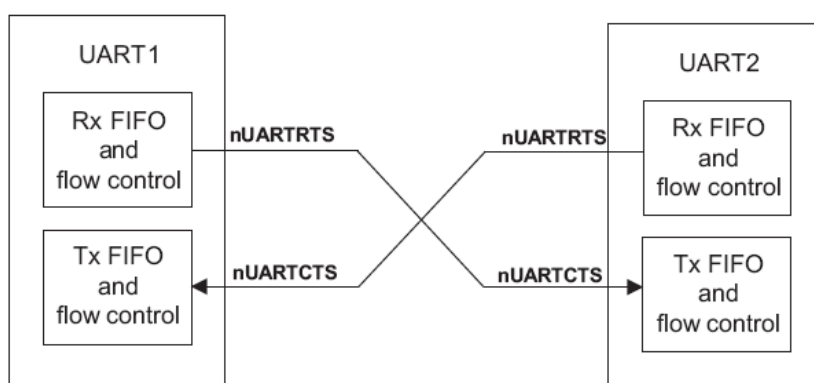 UART1
Rx FIFO
and
flow control
Tx FIFO
and
flow control
nUARTRTS
nUARTRTS
nUARTCTS
nUARTCTS
UART2
Rx FIFO
and
flow control
Tx FIFO
and
flow control